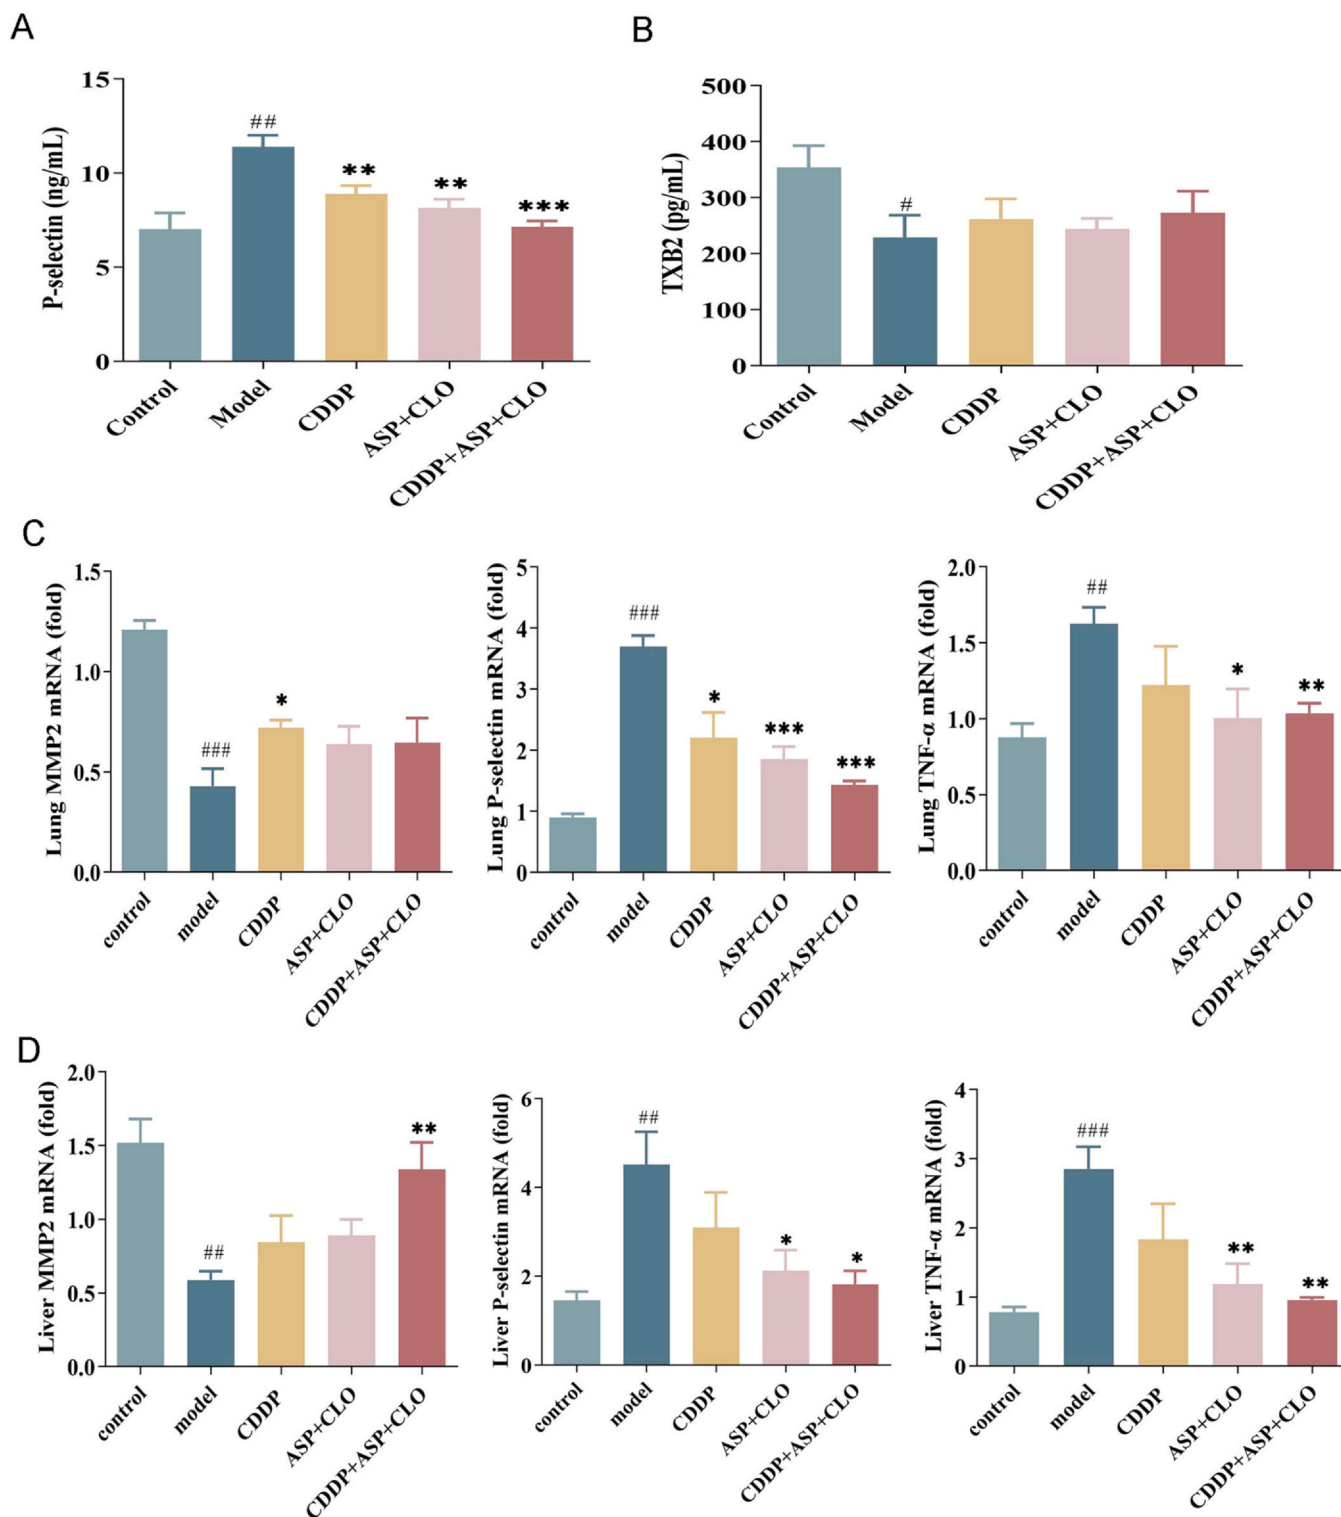 A
P-selectin (ng/mL)
15
10
5
0
##
**
**
***
Control
Model
CDDP
ASP+CLO
CDDP+ASP+CLO
B
TXB2 (pg/mL)
500
400
300
200
100
0
#
Control
Model
CDDP
ASP+CLO
CDDP+ASP+CLO
C
Lung MMP2 mRNA (fold)
1.5
1.0
0.5
0.0
###
*
control
model
CDDP
ASP+CLO
CDDP+ASP+CLO
Lung P-selectin mRNA (fold)
5
4
3
2
1
0
###
*
***
***
control
model
CDDP
ASP+CLO
CDDP+ASP+CLO
Lung TNF-α mRNA (fold)
2.0
1.5
1.0
0.5
0.0
##
*
**
control
model
CDDP
ASP+CLO
CDDP+ASP+CLO
D
Liver MMP2 mRNA (fold)
2.0
1.5
1.0
0.5
0.0
##
**
control
model
CDDP
ASP+CLO
CDDP+ASP+CLO
Liver P-selectin mRNA (fold)
6
4
2
0
##
*
*
control
model
CDDP
ASP+CLO
CDDP+ASP+CLO
Liver TNF-α mRNA (fold)
4
3
2
1
0
###
**
**
control
model
CDDP
ASP+CLO
CDDP+ASP+CLO